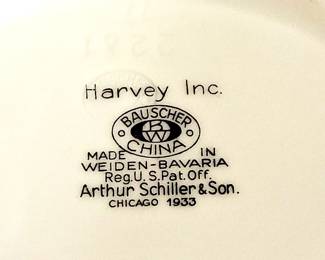 Harvey Inc.
BAUSCHER
BW
CHINA
MADE IN
WEIDEN-BAVARIA
Reg.U.S.Pat.Off.
Arthur Schiller & Son.
CHICAGO 1933